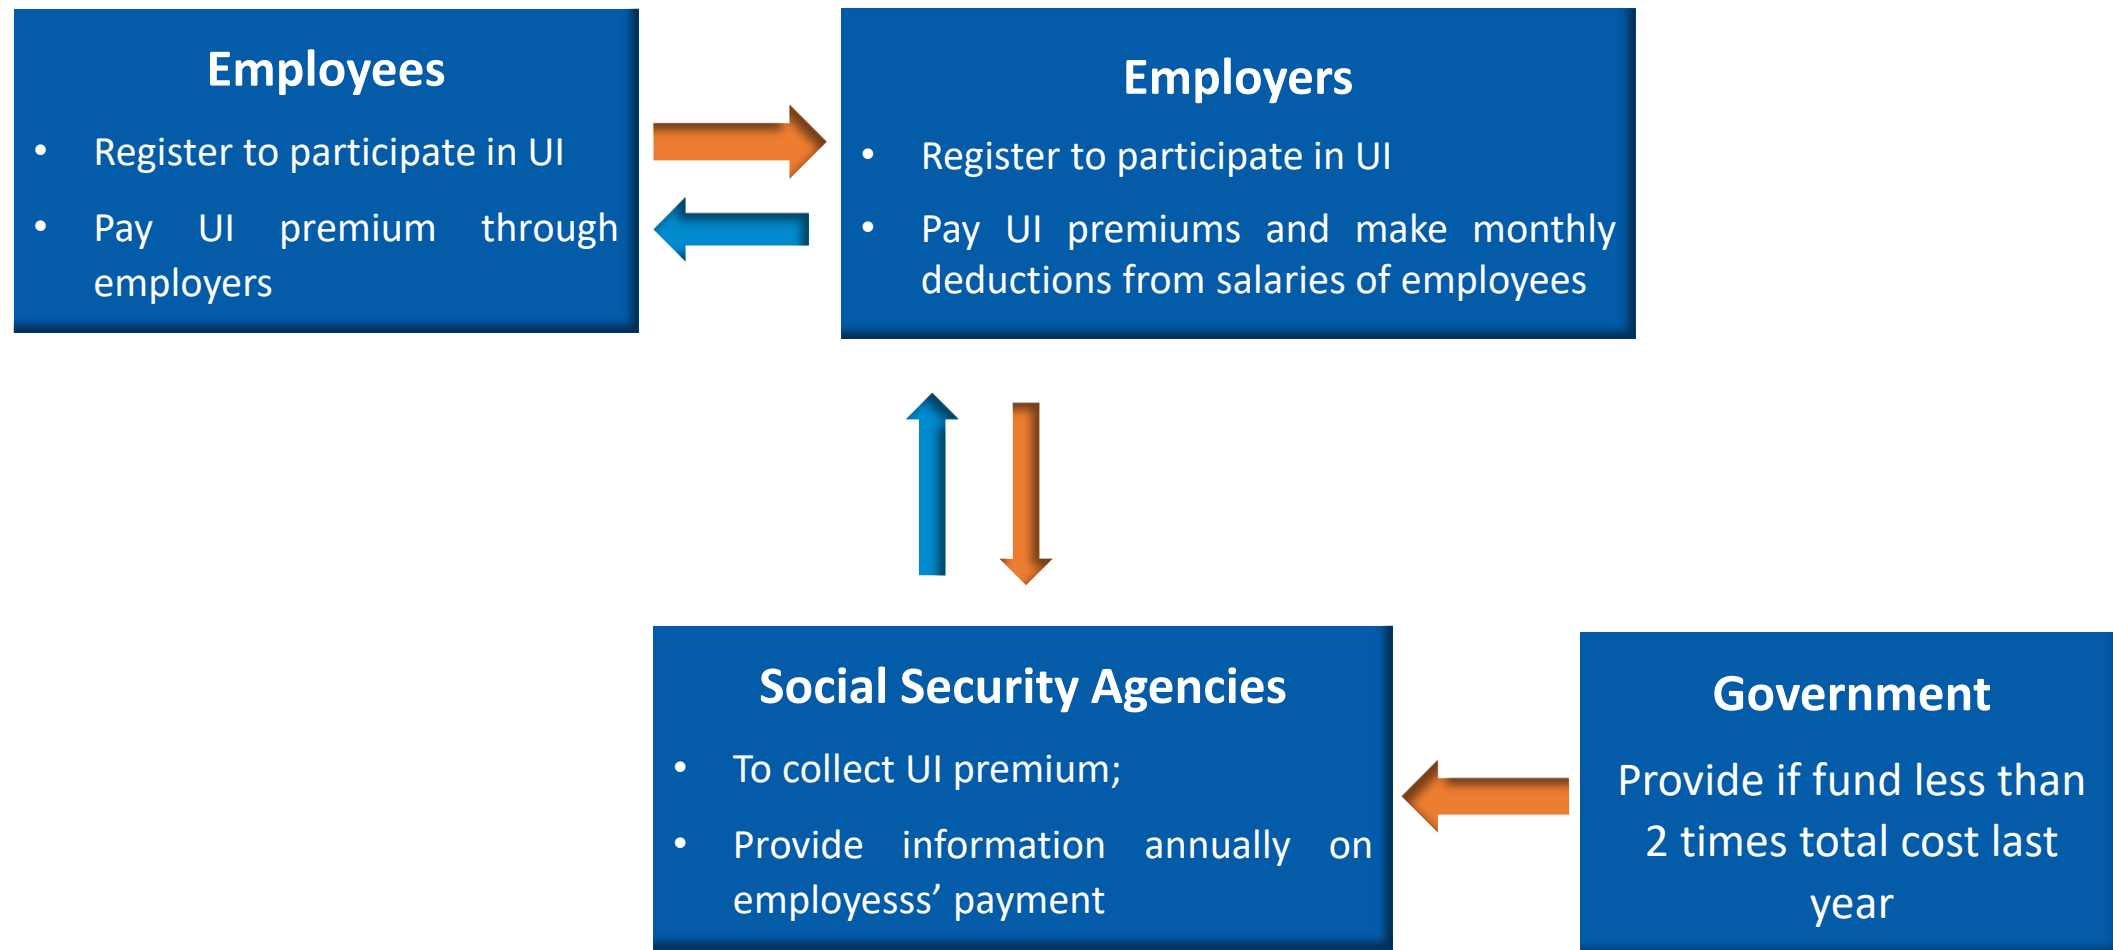 Employees
• Register to participate in UI
• Pay UI premium through
employers
Employers
• Register to participate in UI
• Pay UI premiums and make monthly
deductions from salaries of employees
Social Security Agencies
• To collect UI premium;
• Provide information annually on
employesss’ payment
Government
Provide if fund less than
2 times total cost last
year